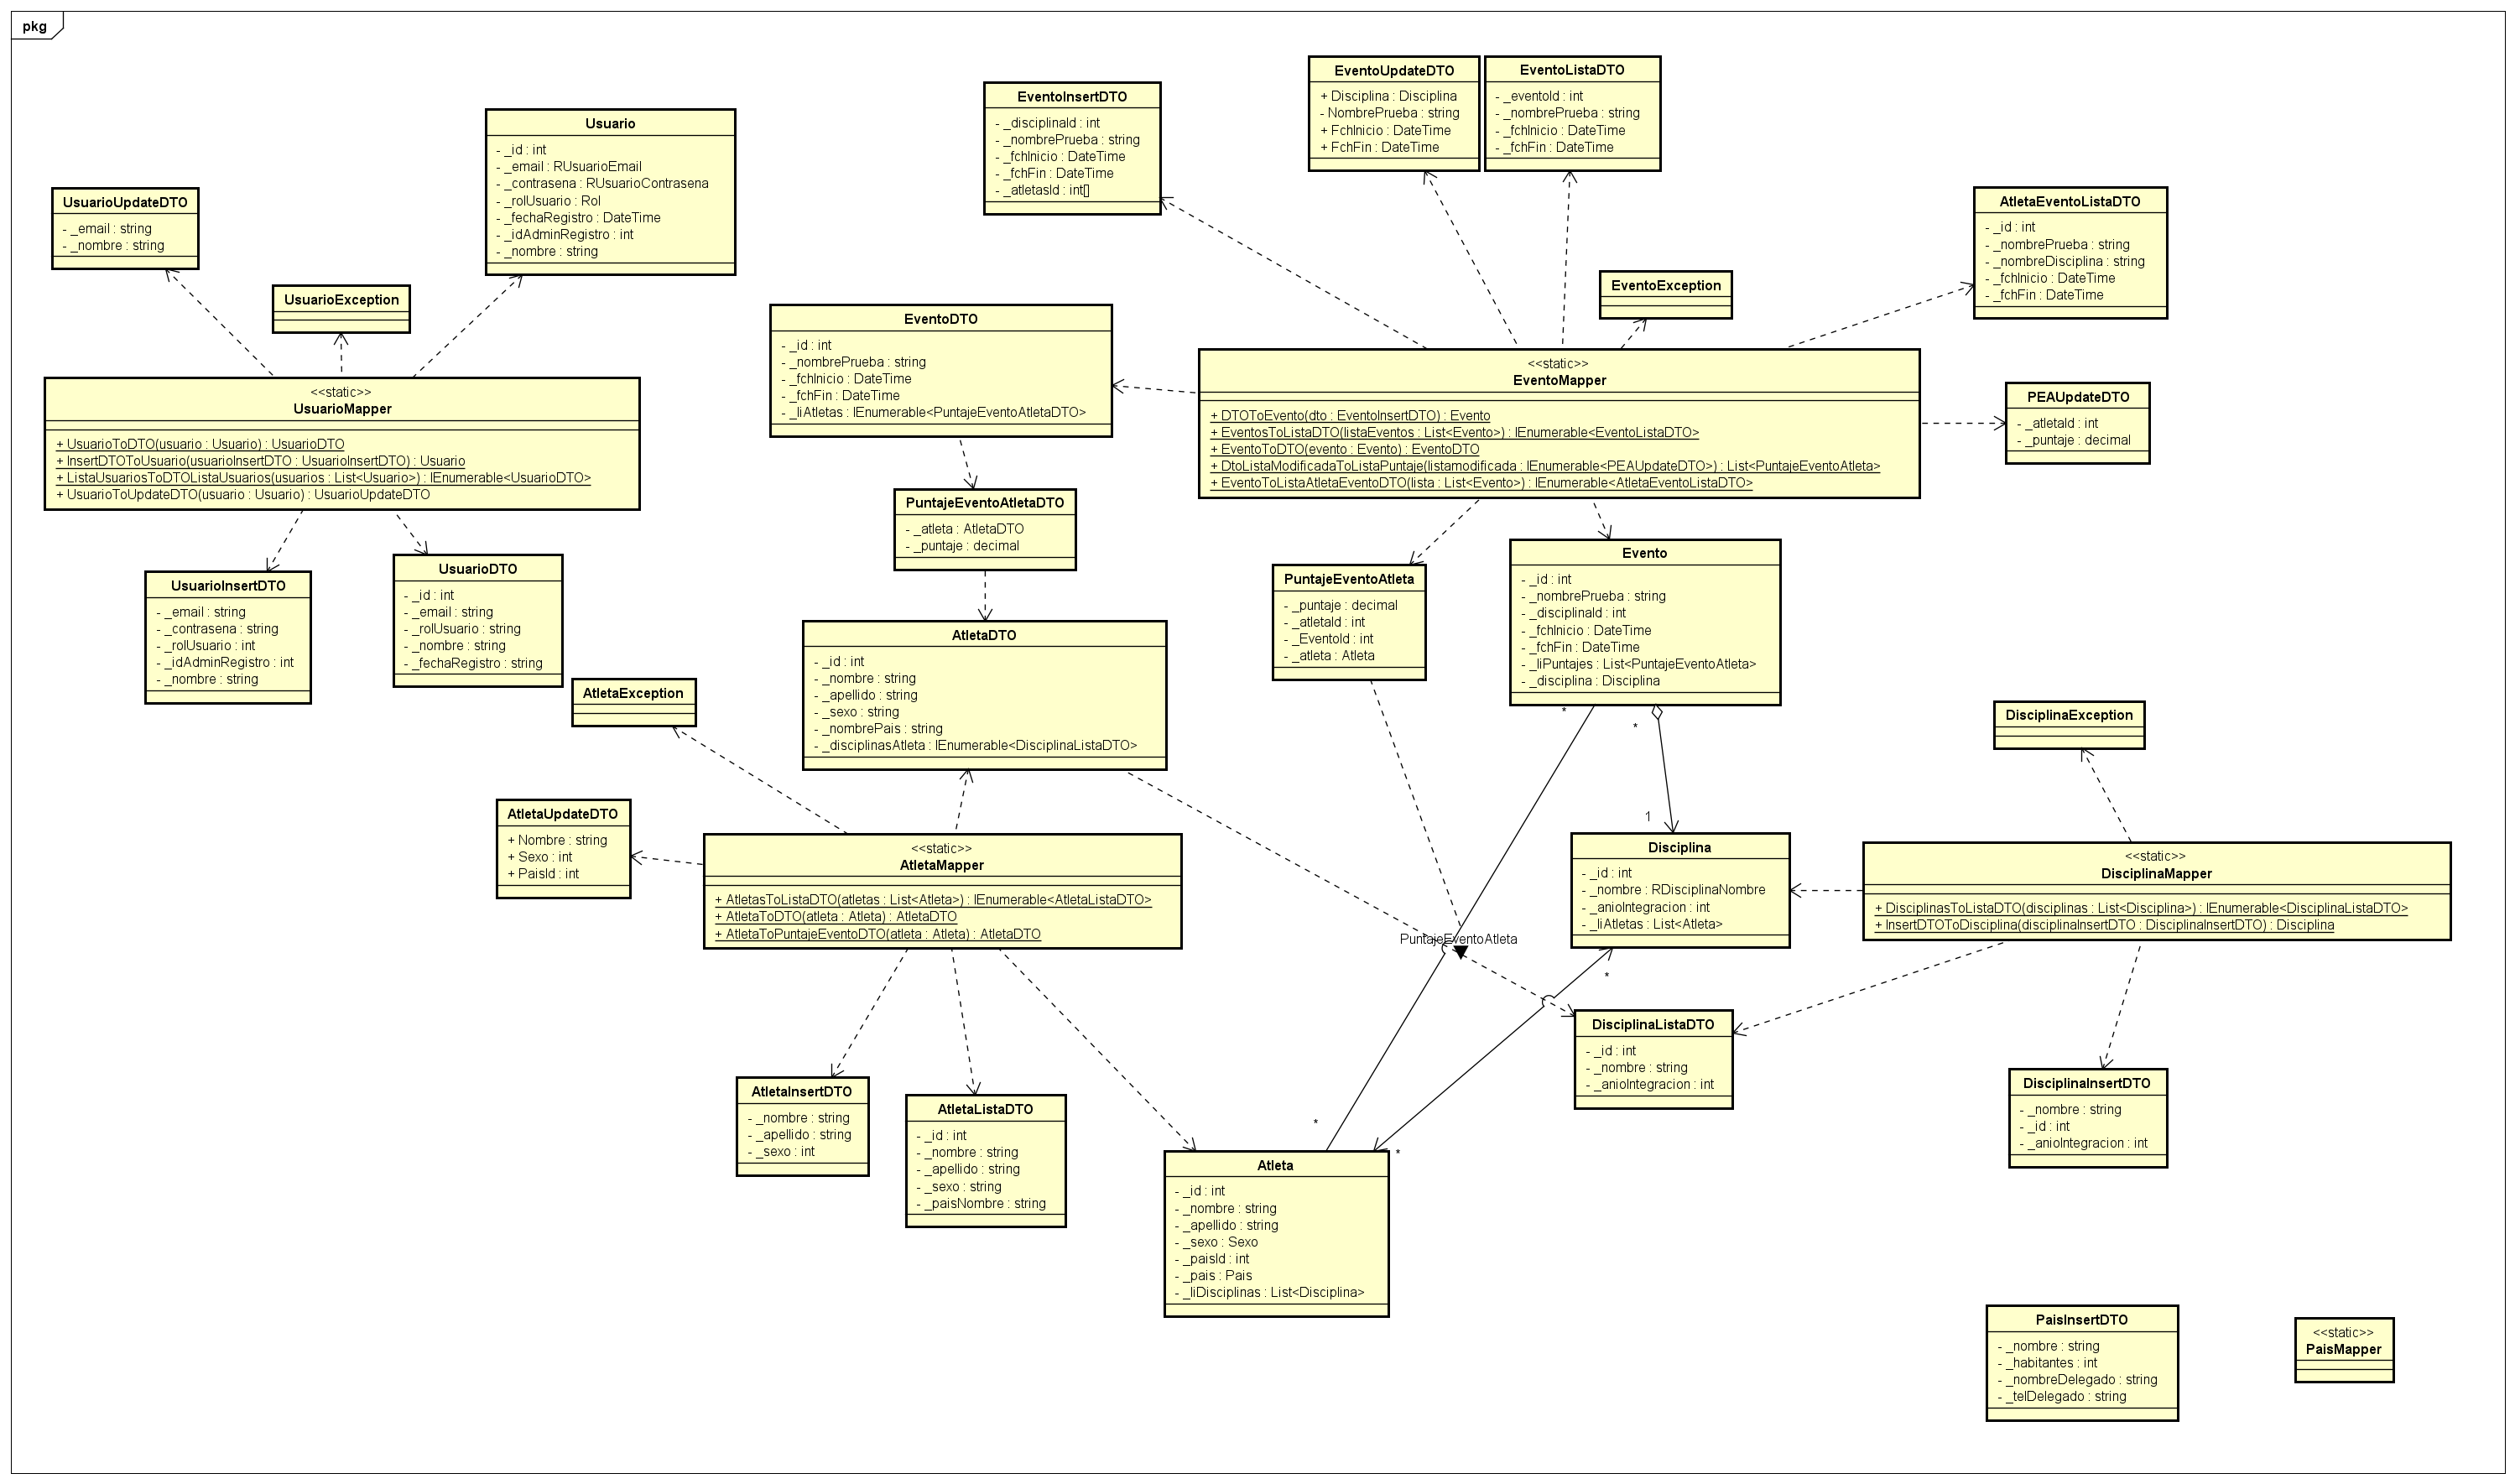 pkg
EventoUpdateDTO
+ Disciplina : Disciplina
- NombrePrueba : string
+ FchInicio : DateTime
+ FchFin : DateTime
EventoListaDTO
- _eventoId : int
- _nombrePrueba : string
- _fchInicio : DateTime
- _fchFin : DateTime
EventoInsertDTO
- _disciplinaId : int
- _nombrePrueba : string
- _fchInicio : DateTime
- _fchFin : DateTime
- _atletasId : int[]
Usuario
- _id : int
- _email : RUsuarioEmail
- _contrasena : RUsuarioContrasena
- _rolUsuario : Rol
- _fechaRegistro : DateTime
- _idAdminRegistro : int
- _nombre : string
UsuarioUpdateDTO
- _email : string
- _nombre : string
AtletaEventoListaDTO
- _id : int
- _nombrePrueba : string
- _nombreDisciplina : string
- _fchInicio : DateTime
- _fchFin : DateTime
UsuarioException
EventoException
EventoDTO
- _id : int
- _nombrePrueba : string
- _fchInicio : DateTime
- _fchFin : DateTime
- _liAtletas : IEnumerable<PuntajeEventoAtletaDTO>
<<static>>
EventoMapper
+ DTOToEvento(dto : EventoInsertDTO) : Evento
+ EventosToListaDTO(listaEventos : List<Evento>) : IEnumerable<EventoListaDTO>
+ EventoToDTO(evento : Evento) : EventoDTO
+ DtoListaModificadaToListaPuntaje(listamodificada : IEnumerable<PEAUpdateDTO>) : List<PuntajeEventoAtleta>
+ EventoToListaAtletaEventoDTO(lista : List<Evento>) : IEnumerable<AtletaEventoListaDTO>
<<static>>
UsuarioMapper
+ UsuarioToDTO(usuario : Usuario) : UsuarioDTO
+ InsertDTOToUsuario(usuarioInsertDTO : UsuarioInsertDTO) : Usuario
+ ListaUsuariosToDTOListaUsuarios(usuarios : List<Usuario>) : IEnumerable<UsuarioDTO>
+ UsuarioToUpdateDTO(usuario : Usuario) : UsuarioUpdateDTO
PEAUpdateDTO
- _atletaId : int
- _puntaje : decimal
PuntajeEventoAtletaDTO
- _atleta : AtletaDTO
- _puntaje : decimal
UsuarioInsertDTO
- _email : string
- _contrasena : string
- _rolUsuario : int
- _idAdminRegistro : int
- _nombre : string
UsuarioDTO
- _id : int
- _email : string
- _rolUsuario : string
- _nombre : string
- _fechaRegistro : string
PuntajeEventoAtleta
- _puntaje : decimal
- _atletaId : int
- _EventoId : int
- _atleta : Atleta
Evento
- _id : int
- _nombrePrueba : string
- _disciplinaId : int
- _fchInicio : DateTime
- _fchFin : DateTime
- _liPuntajes : List<PuntajeEventoAtleta>
- _disciplina : Disciplina
AtletaDTO
- _id : int
- _nombre : string
- _apellido : string
- _sexo : string
- _nombrePais : string
- _disciplinasAtleta : IEnumerable<DisciplinaListaDTO>
AtletaException
DisciplinaException
*
*
1
AtletaUpdateDTO
+ Nombre : string
+ Sexo : int
+ PaisId : int
<<static>>
AtletaMapper
+ AtletasToListaDTO(atletas : List<Atleta>) : IEnumerable<AtletaListaDTO>
+ AtletaToDTO(atleta : Atleta) : AtletaDTO
+ AtletaToPuntajeEventoDTO(atleta : Atleta) : AtletaDTO
Disciplina
- _id : int
- _nombre : RDisciplinaNombre
- _anioIntegracion : int
- _liAtletas : List<Atleta>
<<static>>
DisciplinaMapper
+ DisciplinasToListaDTO(disciplinas : List<Disciplina>) : IEnumerable<DisciplinaListaDTO>
+ InsertDTOToDisciplina(disciplinaInsertDTO : DisciplinaInsertDTO) : Disciplina
PuntajeEventoAtleta
*
DisciplinaListaDTO
- _id : int
- _nombre : string
- _anioIntegracion : int
DisciplinaInsertDTO
- _nombre : string
- _id : int
- _anioIntegracion : int
AtletaInsertDTO
- _nombre : string
- _apellido : string
- _sexo : int
AtletaListaDTO
- _id : int
- _nombre : string
- _apellido : string
- _sexo : string
- _paisNombre : string
*
*
Atleta
- _id : int
- _nombre : string
- _apellido : string
- _sexo : Sexo
- _paisId : int
- _pais : Pais
- _liDisciplinas : List<Disciplina>
PaisInsertDTO
- _nombre : string
- _habitantes : int
- _nombreDelegado : string
- _telDelegado : string
<<static>>
PaisMapper